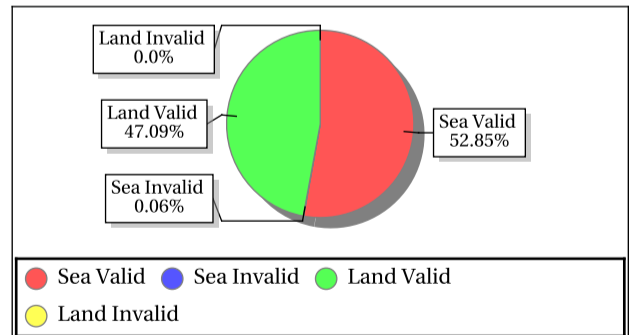 Land Invalid
0.0%
Land Valid
47.09%
Sea Valid
52.85%
Sea Invalid
0.06%
Sea Valid Sea Invalid Land Valid
Land Invalid